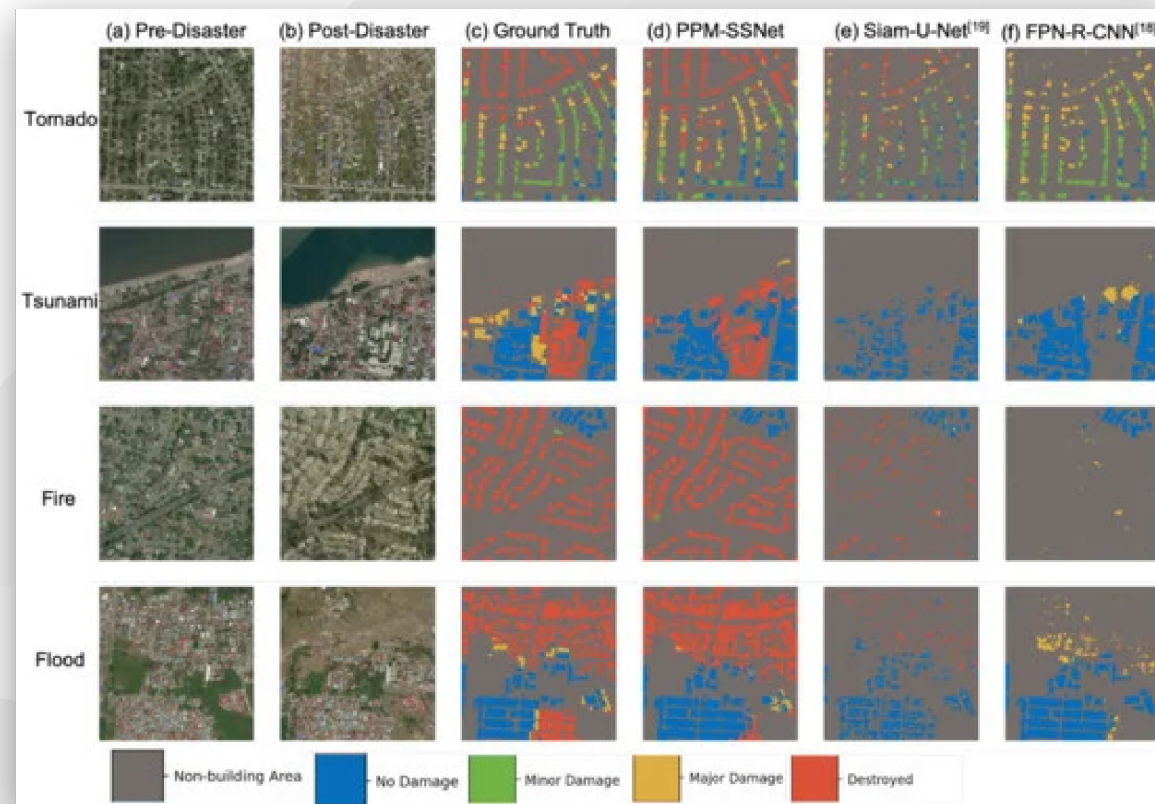 (a) Pre-Disaster (b) Post-Disaster (c) Ground Truth (d) PPM-SSNet (e) Siam-U-Net[19] (f) FPN-R-CNN[18]
Tornado
Tsunami
Fire
Flood
Non-building Area No Damage Minor Damage Major Damage Destroyed